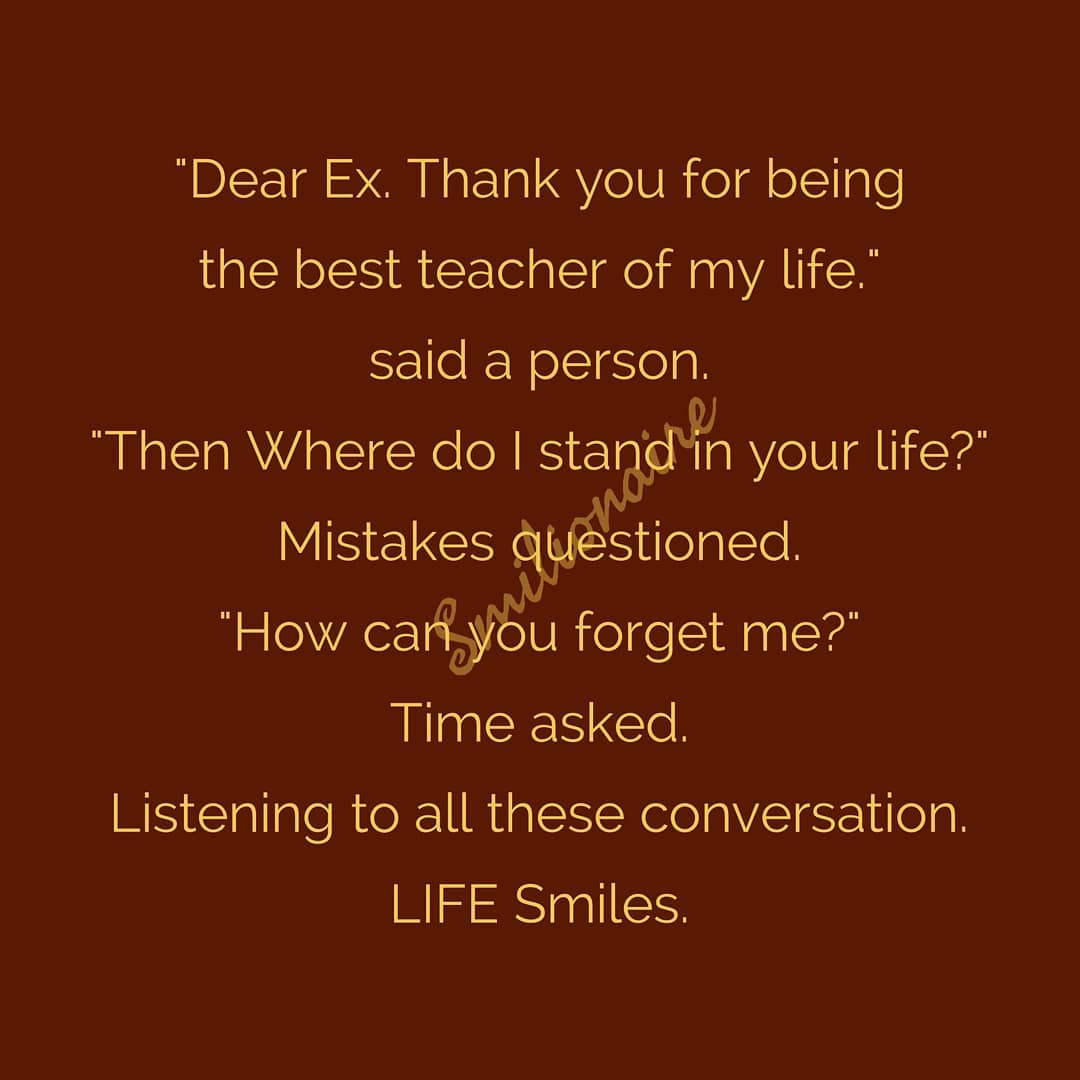 "Dear Ex. Thank you for being
the best teacher of my life."
said a person.
"Then Where do I stand in your life?"
Mistakes questioned.
"How can you forget me?"
Time asked.
Listening to all these conversation.
LIFE Smiles.
Smilionaire